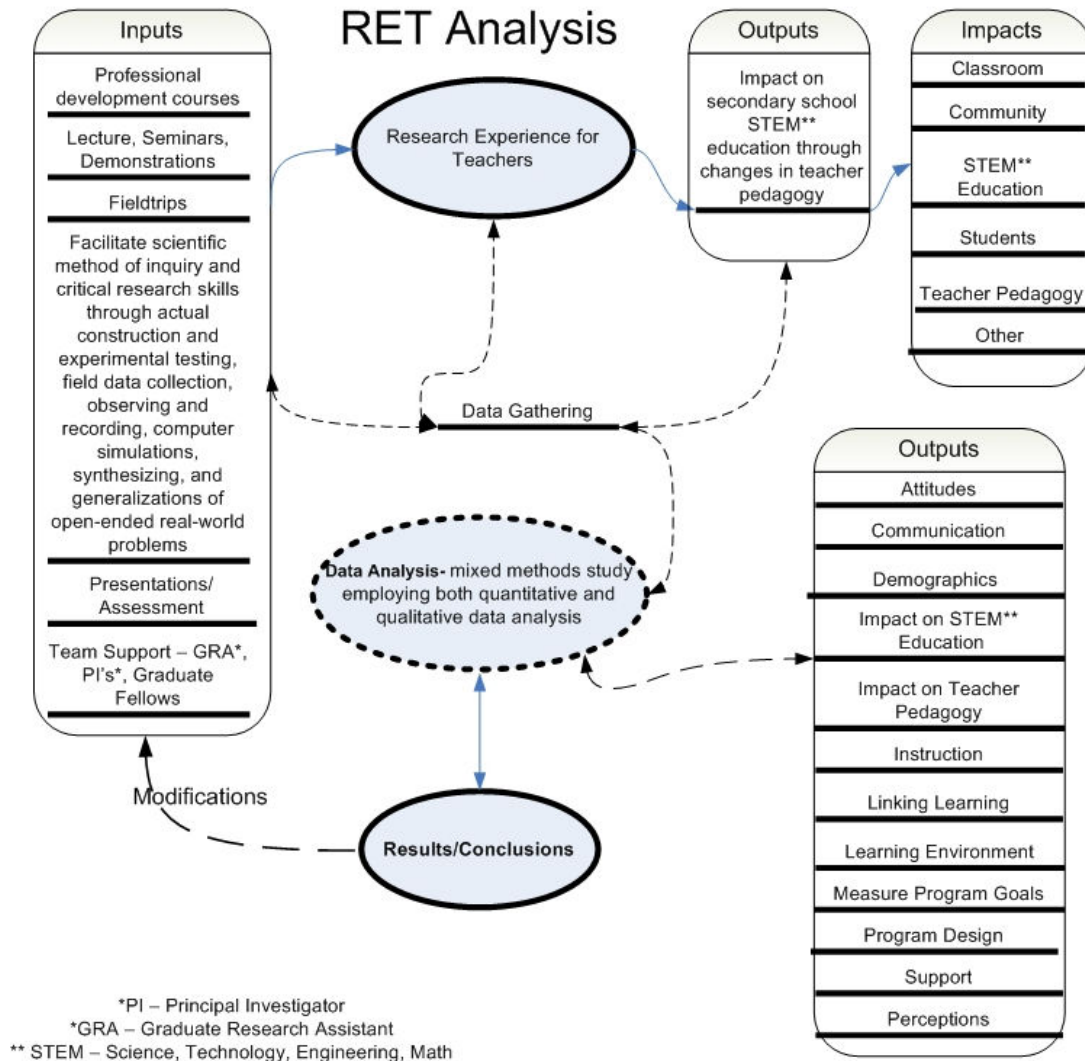 RET Analysis
Inputs
Professional
development courses
Lecture, Seminars,
Demonstrations
Fieldtrips
Facilitate scientific
method of inquiry and
critical research skills
through actual
construction and
experimental testing,
field data collection,
observing and
recording, computer
simulations,
synthesizing, and
generalizations of
open-ended real-world
problems
Presentations/
Assessment
Team Support – GRA*,
PI's*, Graduate
Fellows
Research Experience for
Teachers
Outputs
Impact on
secondary school
STEM**
education through
changes in teacher
pedagogy
Impacts
Classroom
Community
STEM**
Education
Students
Teacher Pedagogy
Other
Data Gathering
Data Analysis- mixed methods study
employing both quantitative and
qualitative data analysis
Outputs
Attitudes
Communication
Demographics
Impact on STEM**
Education
Impact on Teacher
Pedagogy
Instruction
Linking Learning
Learning Environment
Measure Program Goals
Program Design
Support
Perceptions
Modifications
Results/Conclusions
*PI – Principal Investigator
*GRA – Graduate Research Assistant
** STEM – Science, Technology, Engineering, Math